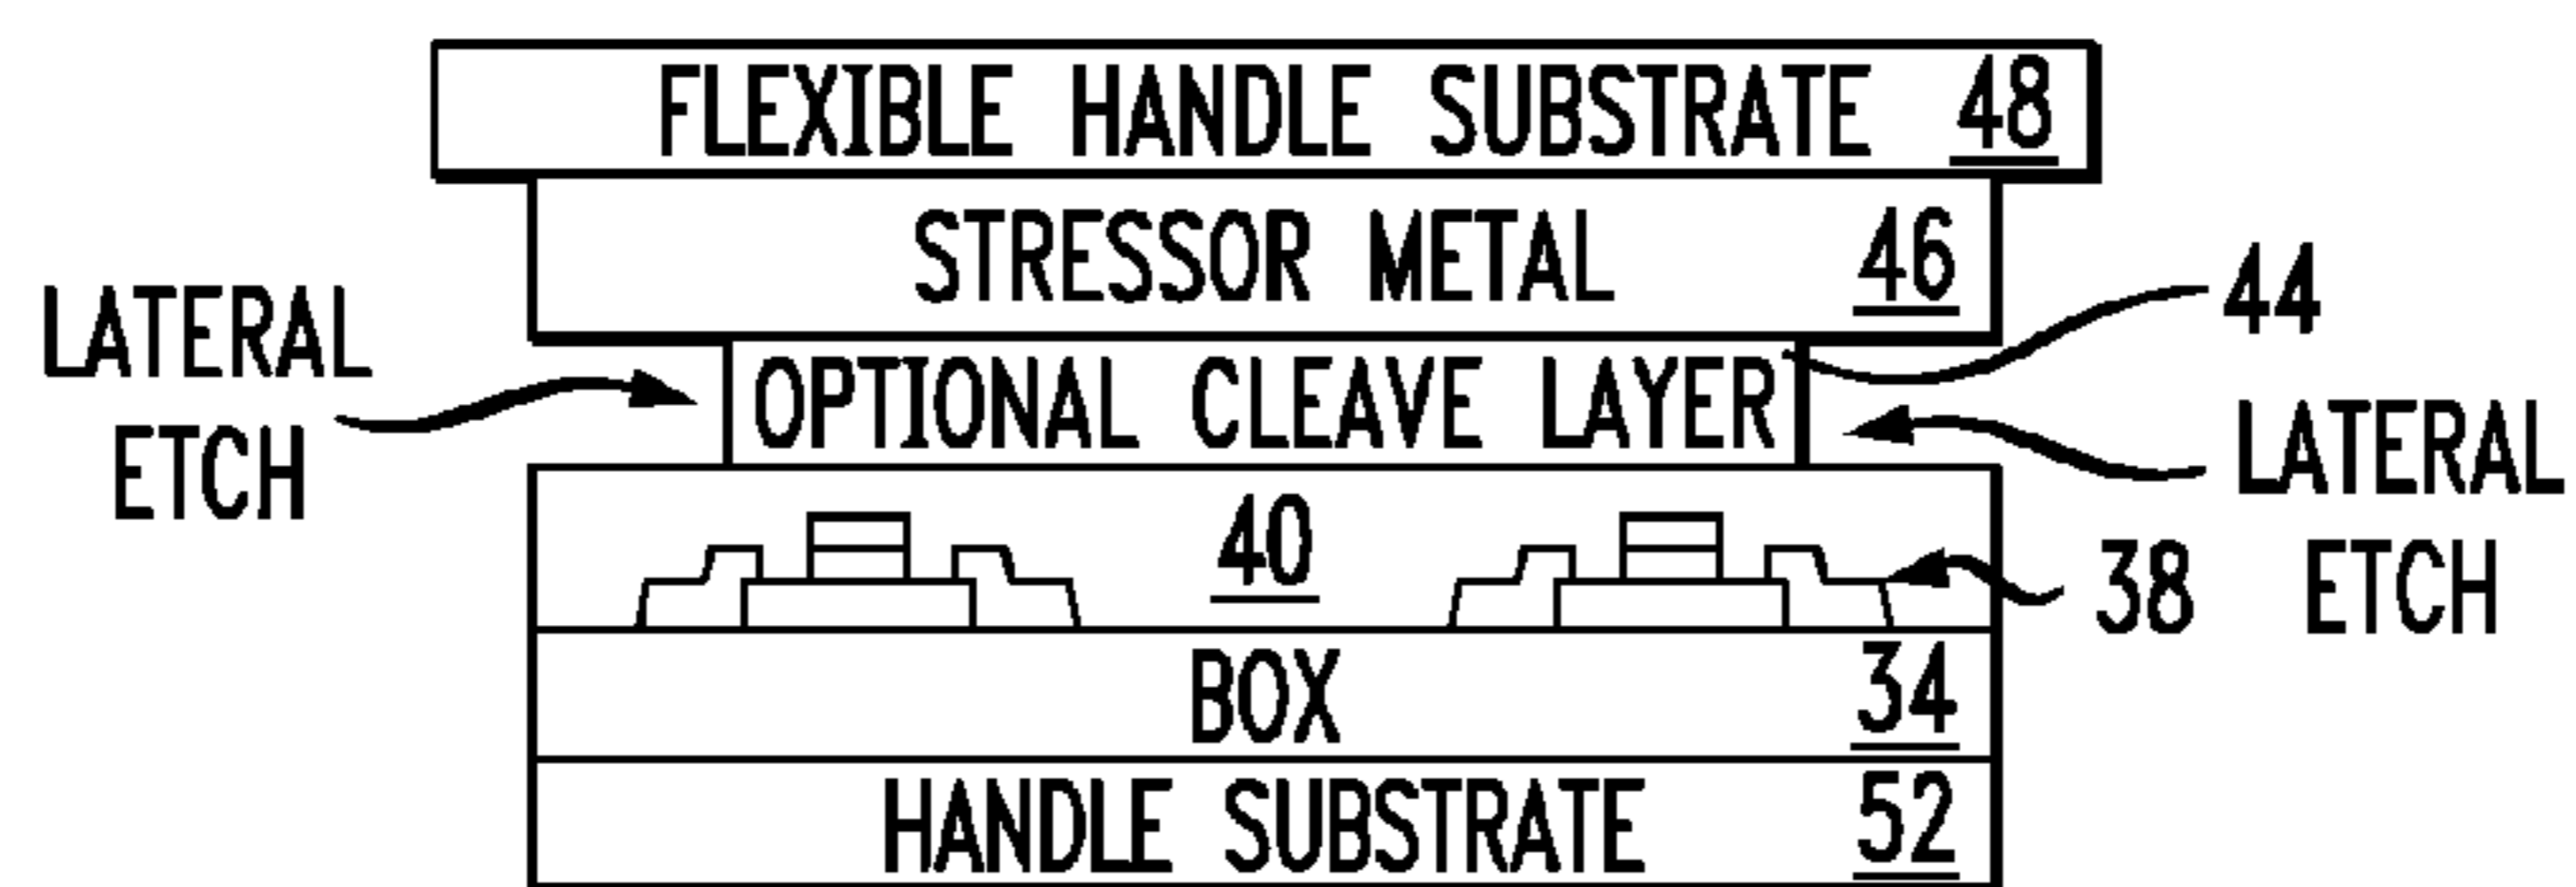 FLEXIBLE HANDLE SUBSTRATE 48
STRESSOR METAL 46
44
LATERAL
ETCH
OPTIONAL CLEAVE LAYER
LATERAL
ETCH
40
38
BOX 34
HANDLE SUBSTRATE 52